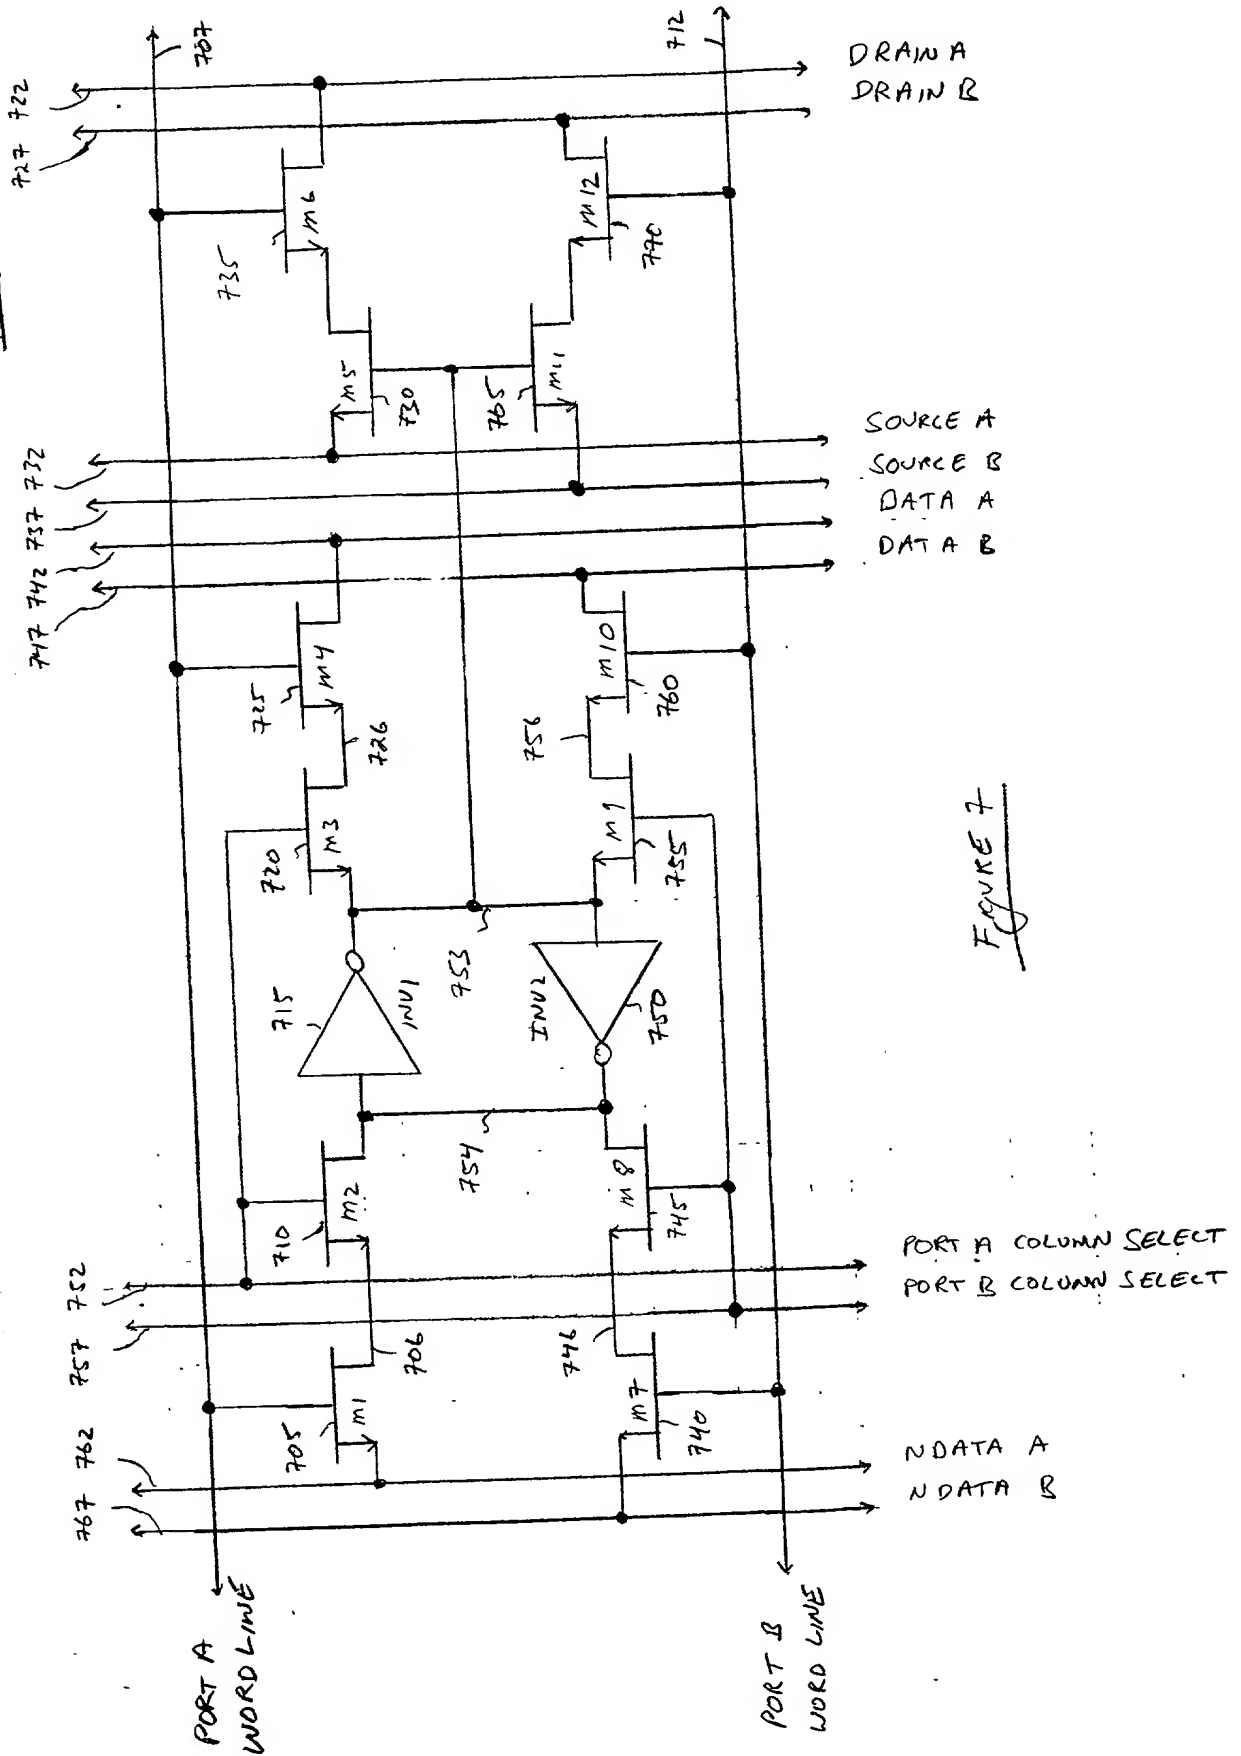 722
727
707
712
DRAIN A
DRAIN B
M6
735
M12
770
M5
730
765
M11
732
737
742
747
SOURCE A
SOURCE B
DATA A
DATA B
M4
725
726
M10
760
756
M3
720
M9
755
753
715
INV1
INV2
750
754
M2
710
M8
745
752
757
PORT A COLUMN SELECT
PORT B COLUMN SELECT
706
746
M1
705
M7
740
762
767
NDATA A
NDATA B
PORT A
WORD LINE
PORT B
WORD LINE
FIGURE 7